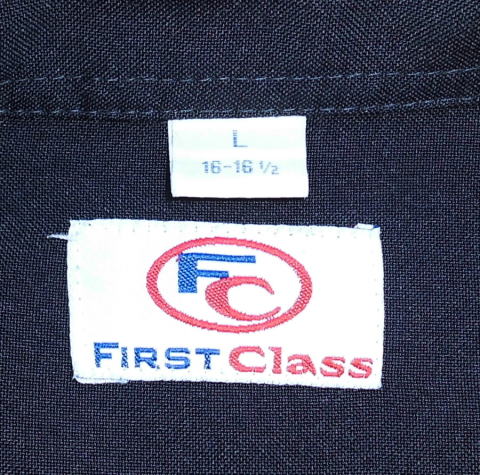 L
16-16 1/2
FC
FIRST Class